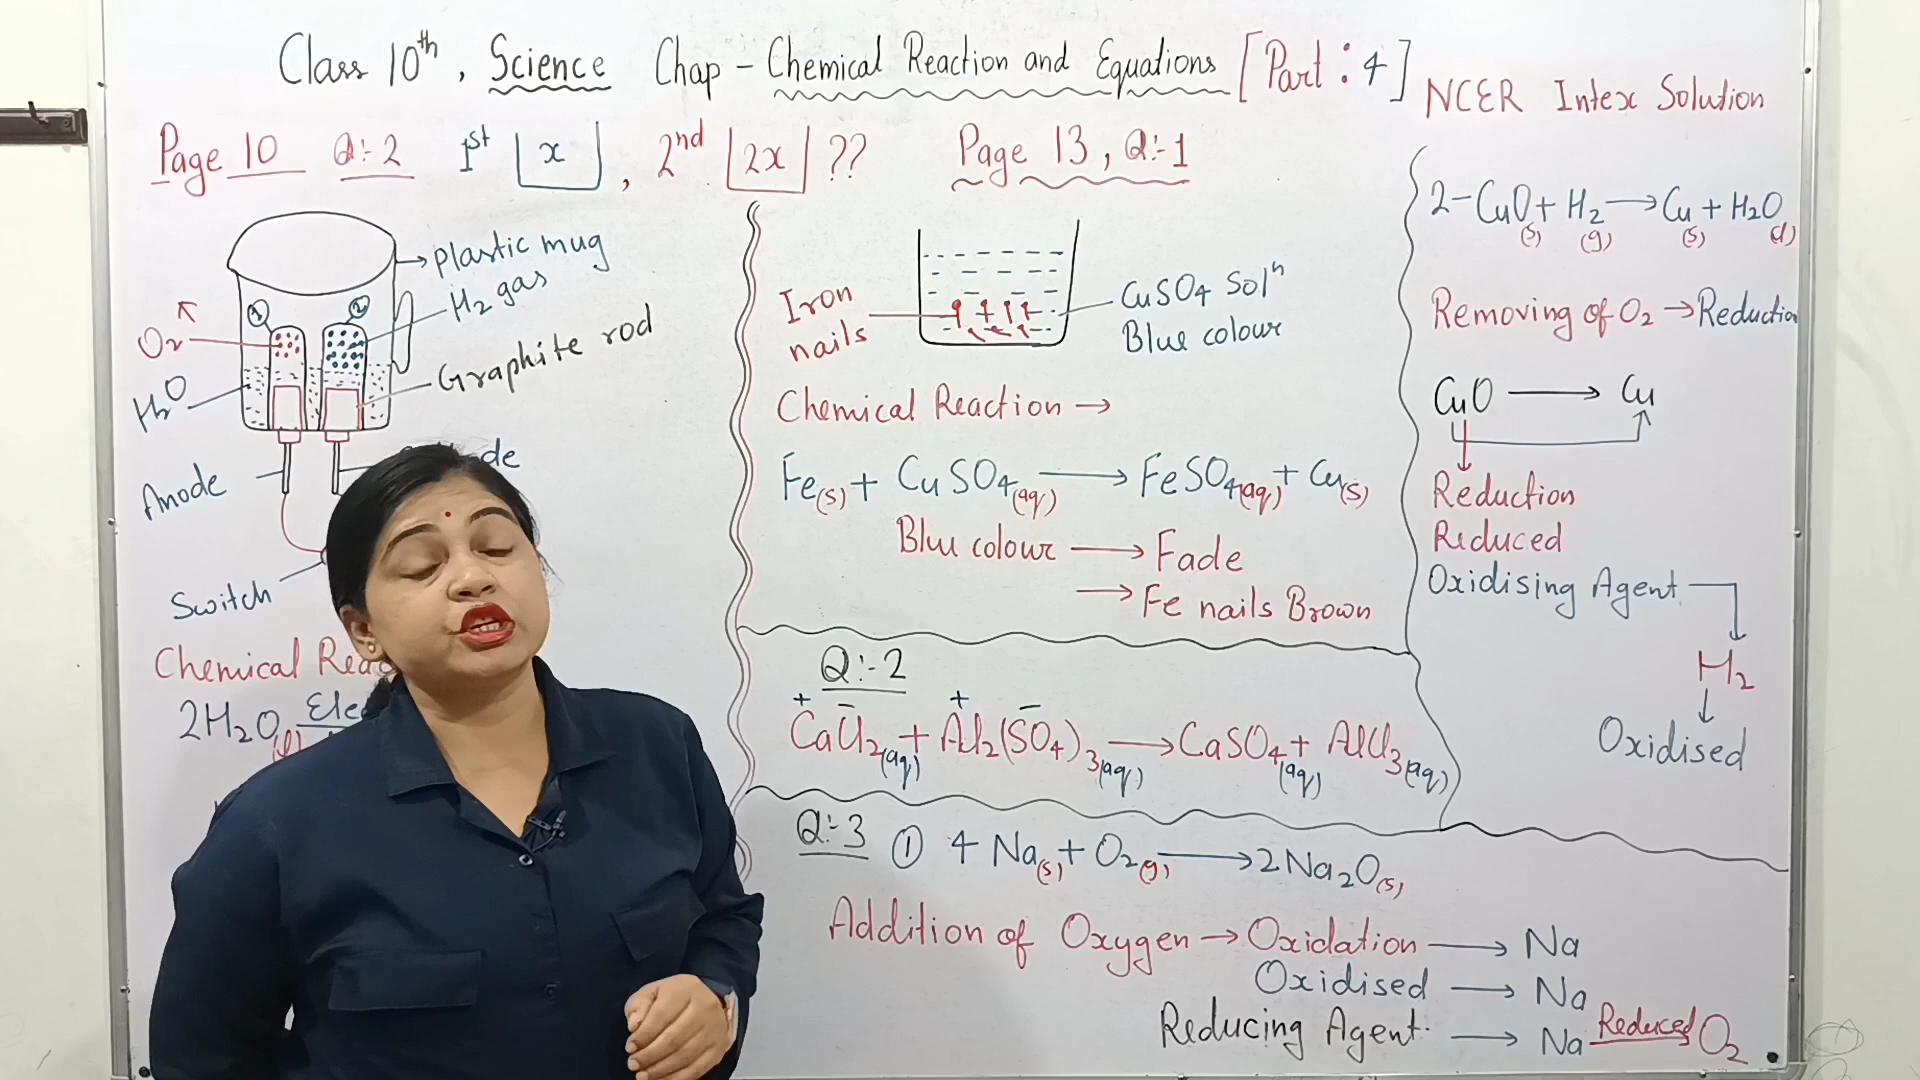 Class 10th, Science Chap - Chemical Reaction and Equations [Part : 4]
NCER Intex Solution
Page 10 Q:-2 1st x , 2nd 2x ??
Plastic mug
H2 gas
Graphite rod
1
2
O2
H2O
Anode
Switch
Chemical Reac
2H2O(l) Elec
Page 13, Q:-1
Iron nails
CuSO4 Soln
Blue colour
Chemical Reaction →
Fe(s) + CuSO4(aq) → FeSO4(aq) + Cu(s)
Blue colour → Fade
→ Fe nails Brown
Q:-2
+ - + -
CaCl2(aq) + Al2(SO4)3(aq) → CaSO4(aq) + AlCl3(aq)
Q:-3 ① 4 Na(s) + O2(g) → 2Na2O(s)
Addition of Oxygen → Oxidation → Na
Oxidised → Na
Reducing Agent → Na Reduced O2
2- CuO(s) + H2(g) → Cu(s) + H2O(l)
Removing of O2 → Reduction
CuO → Cu
Reduction
Reduced
Oxidising Agent
H2
↓
Oxidised